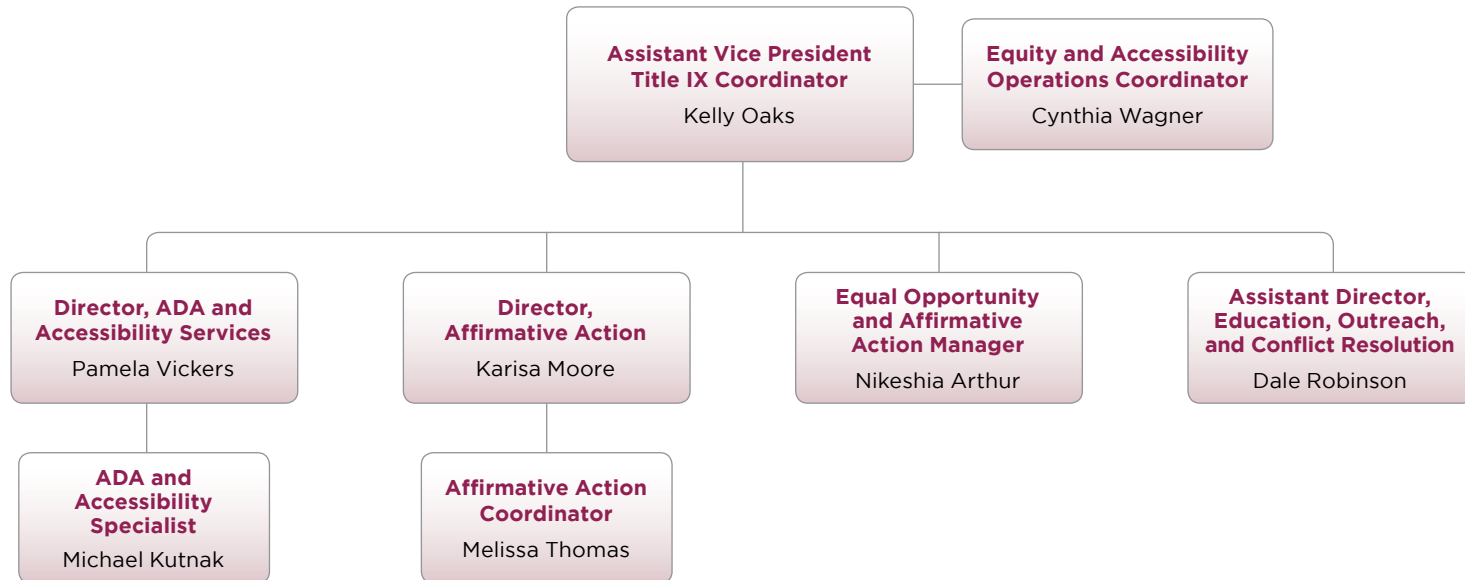 Assistant Vice President
Title IX Coordinator
Kelly Oaks
Equity and Accessibility
Operations Coordinator
Cynthia Wagner
Director, ADA and
Accessibility Services
Pamela Vickers
Director,
Affirmative Action
Karisa Moore
Equal Opportunity
and Affirmative
Action Manager
Nikeshia Arthur
Assistant Director,
Education, Outreach,
and Conflict Resolution
Dale Robinson
ADA and
Accessibility
Specialist
Michael Kutnak
Affirmative Action
Coordinator
Melissa Thomas